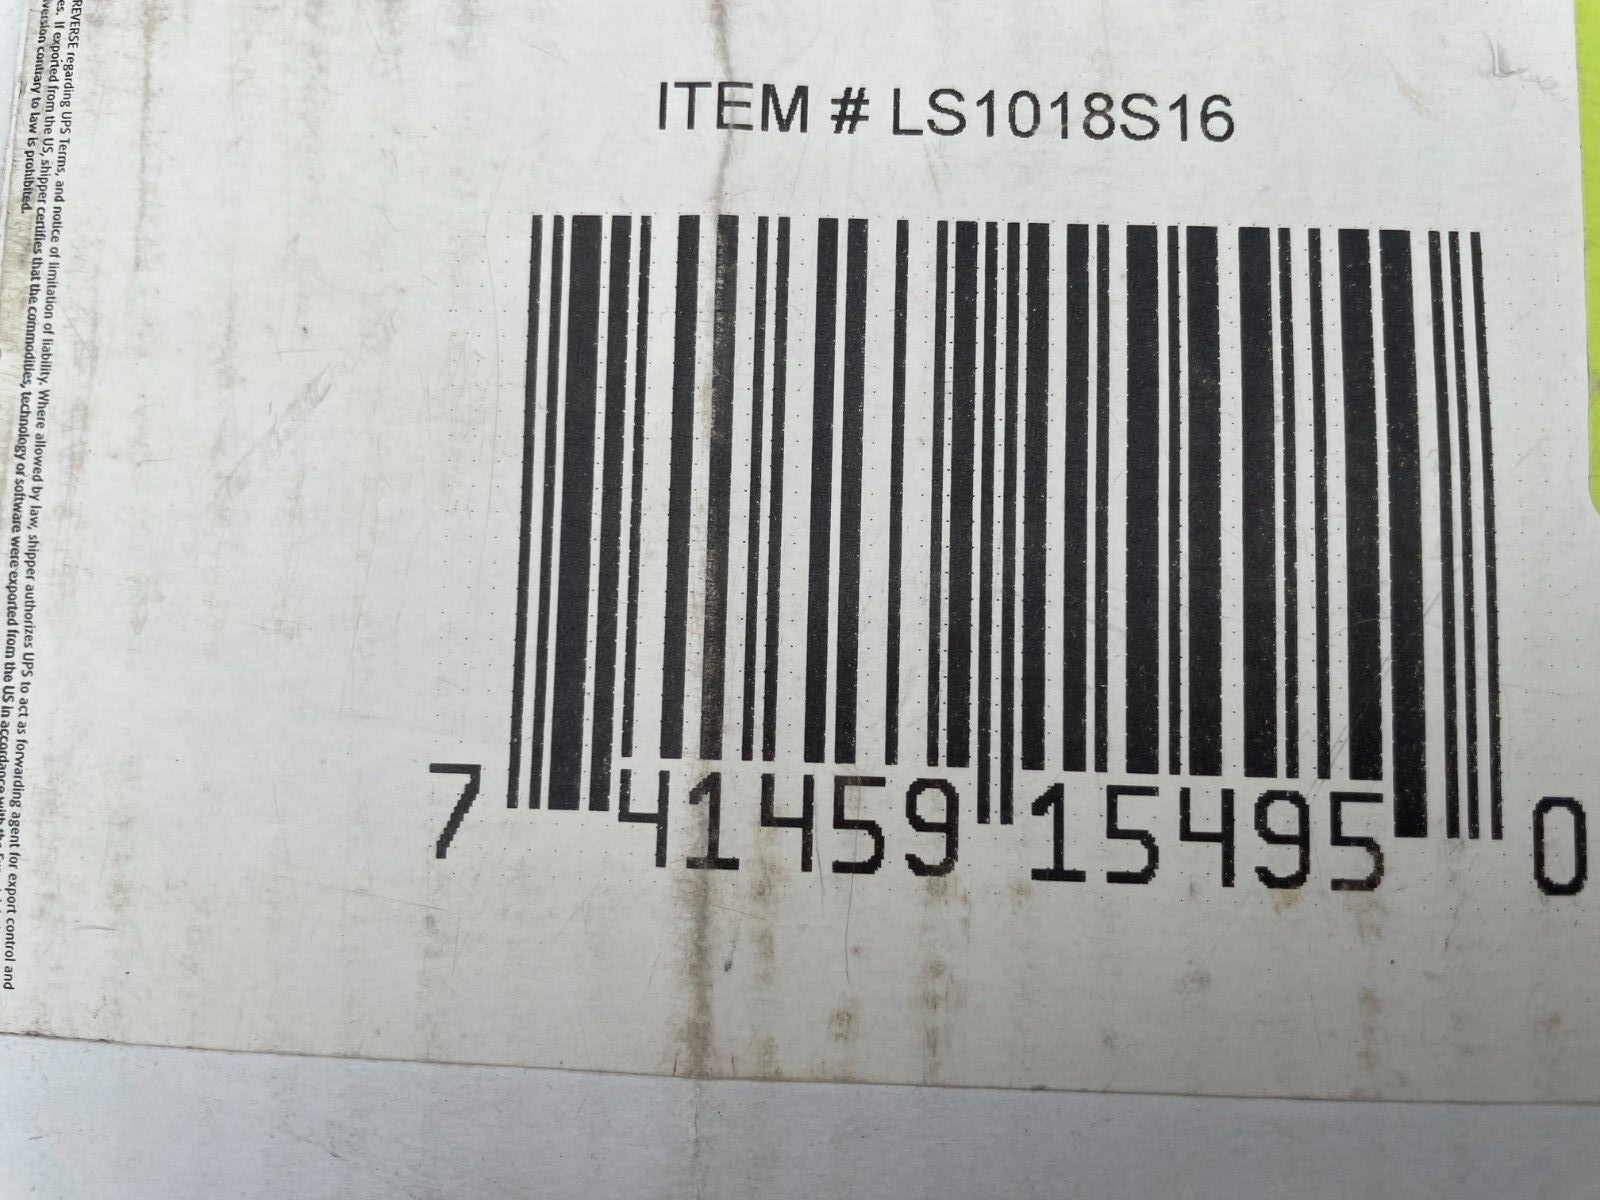 ITEM # LS1018S16
7 41459 15495 0
REVERSE regarding UPS Terms, and notice of limitation of liability. Where allowed by law, shipper authorizes UPS to act as forwarding agent for export control and
es. If exported from the US, shipper certifies that the commodities, technology or software were exported from the US in accordance with the
version contrary to law is prohibited.